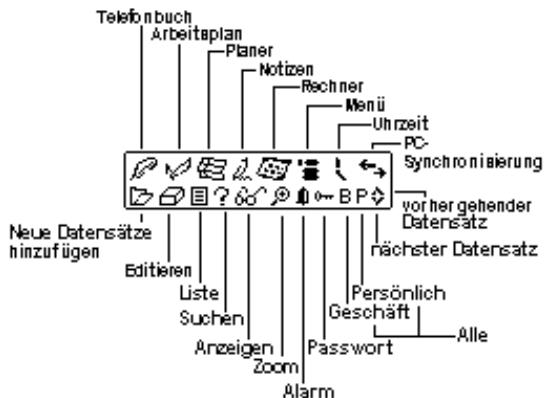 Telefonbuch
Arbeitsplan
Planer
Notizen
Rechner
Menü
Uhrzeit
PC-
Synchronisierung
? B P
vorhergehender
Datensatz
Neue Datensätze
hinzufügen
nächster Datensatz
Editieren
Persönlich
Liste
Geschäft
Suchen
Alle
Anzeigen
Passwort
Zoom
Alarm